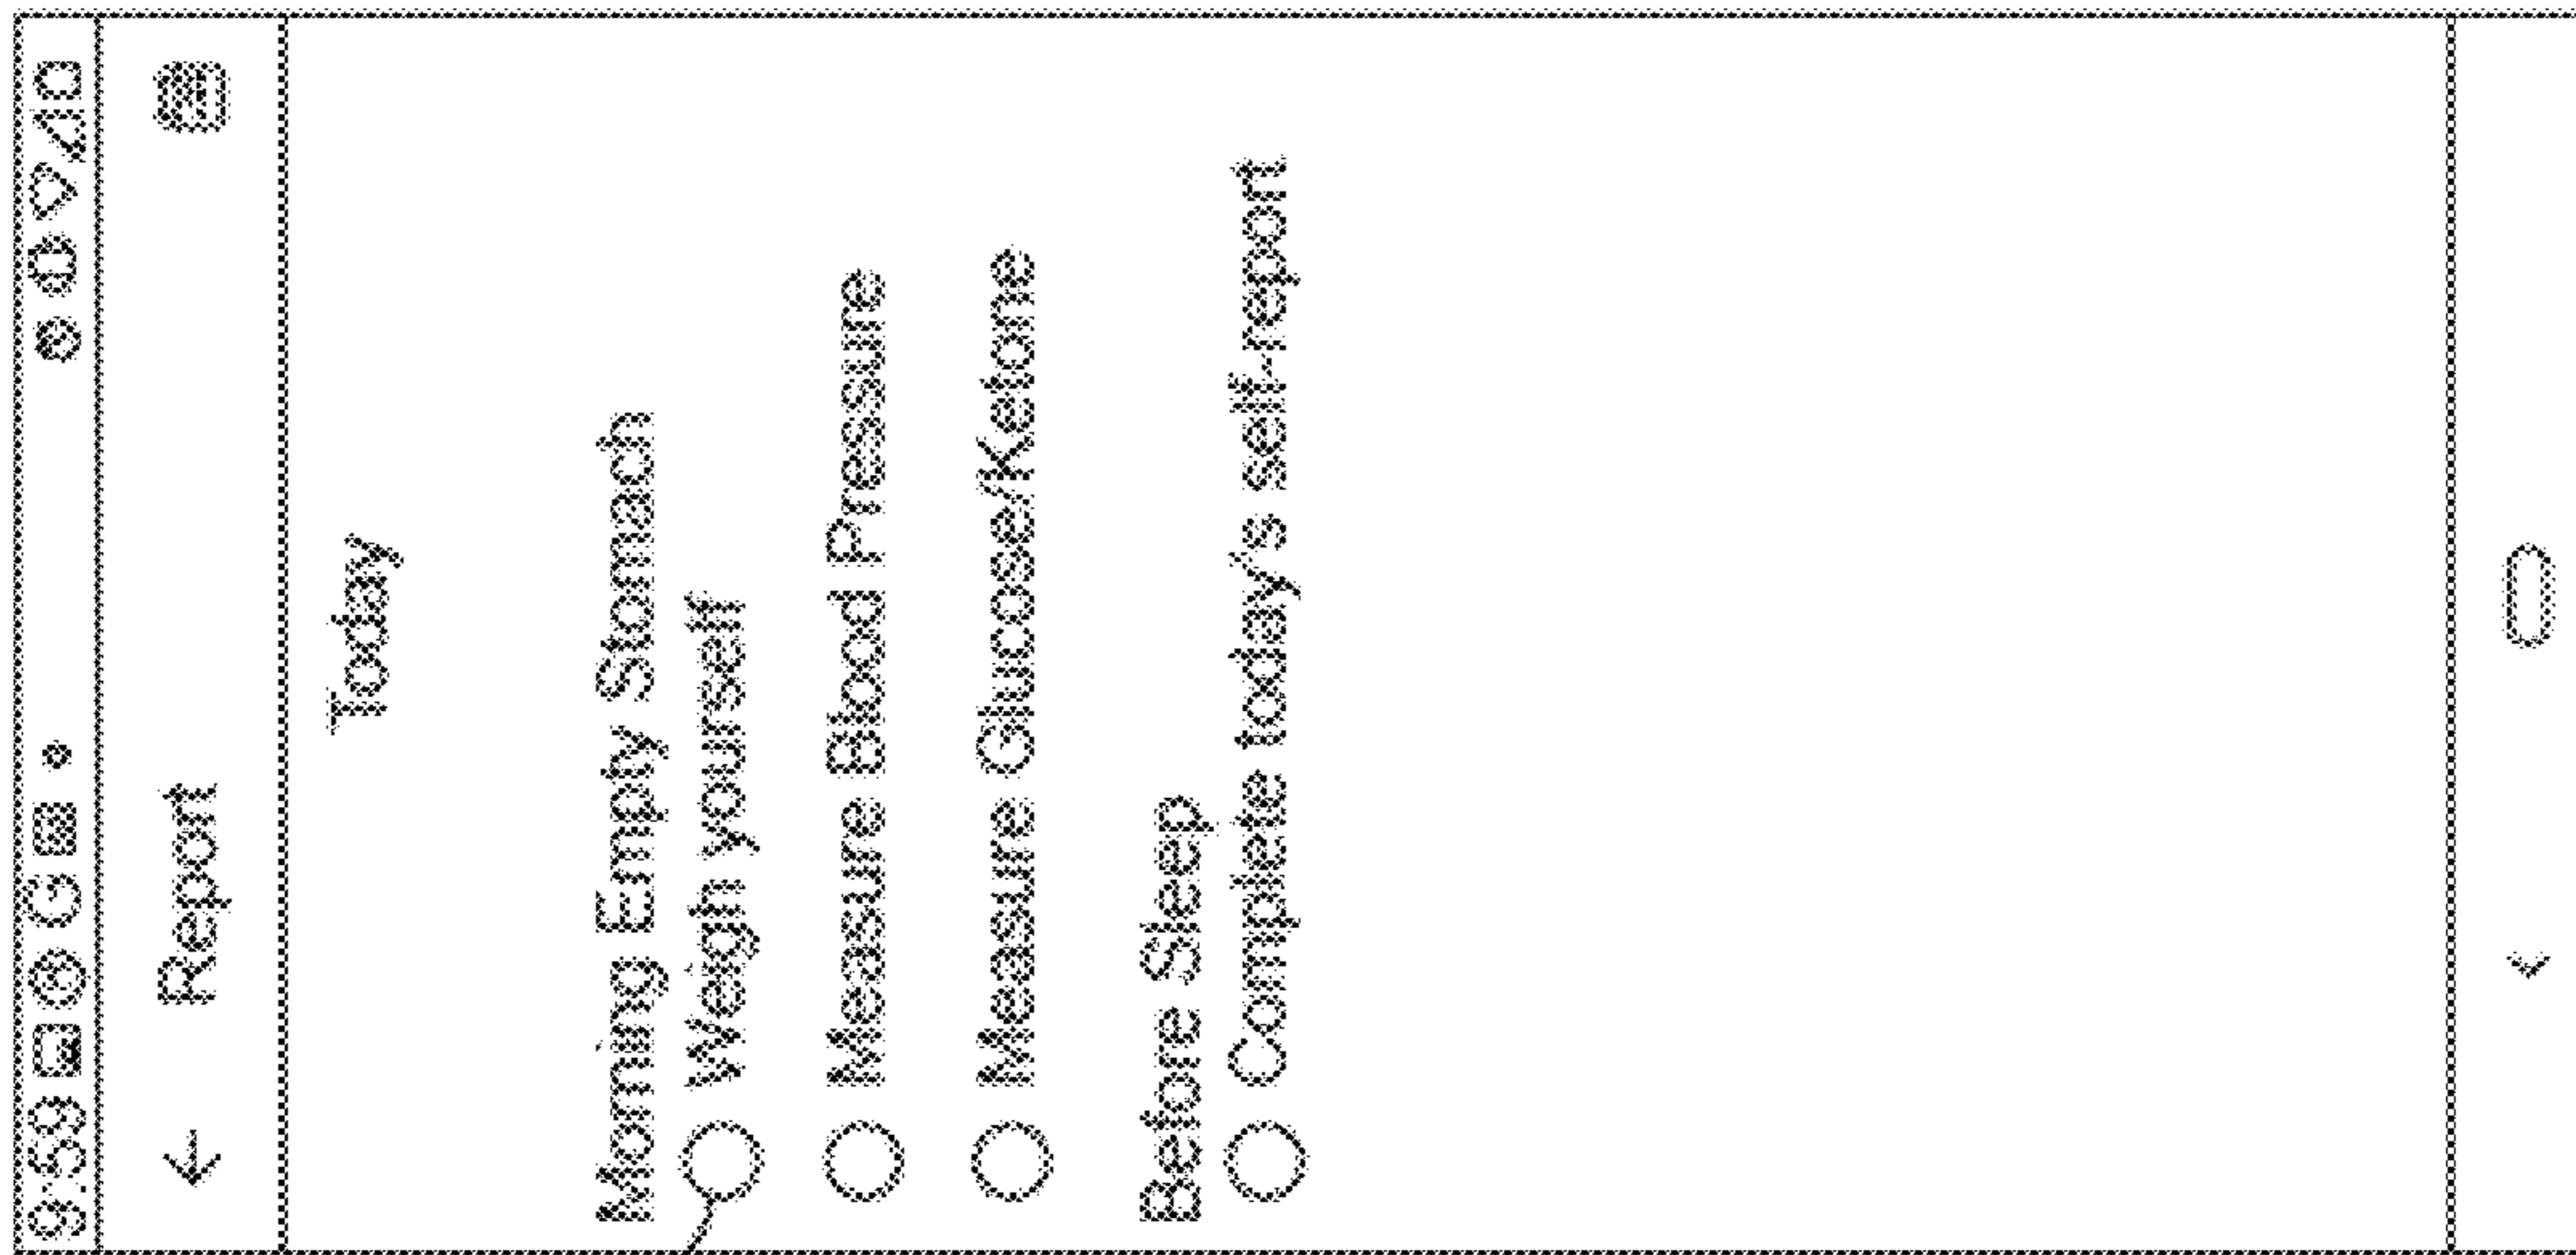 9:59 G
Report
Today
Morning Empty Stomach
Weigh yourself
Measure Blood Pressure
Measure Glucose/Ketone
Before Sleep
Complete today's self-report